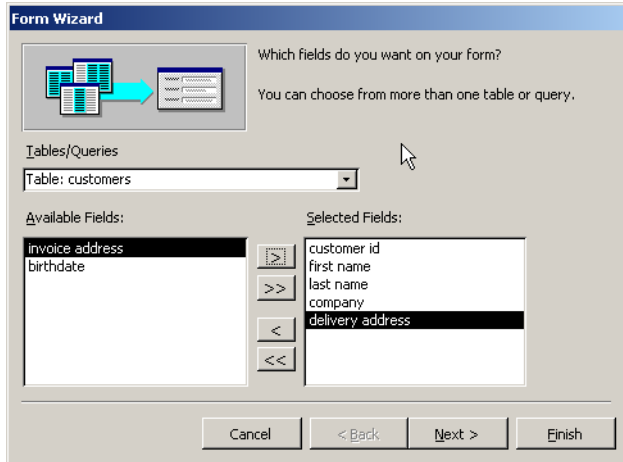 Form Wizard
Which fields do you want on your form?
You can choose from more than one table or query.
Tables/Queries
Table: customers
Available Fields:
invoice address
birthdate
>
>>
<
<<
Selected Fields:
customer id
first name
last name
company
delivery address
Cancel
< Back
Next >
Finish